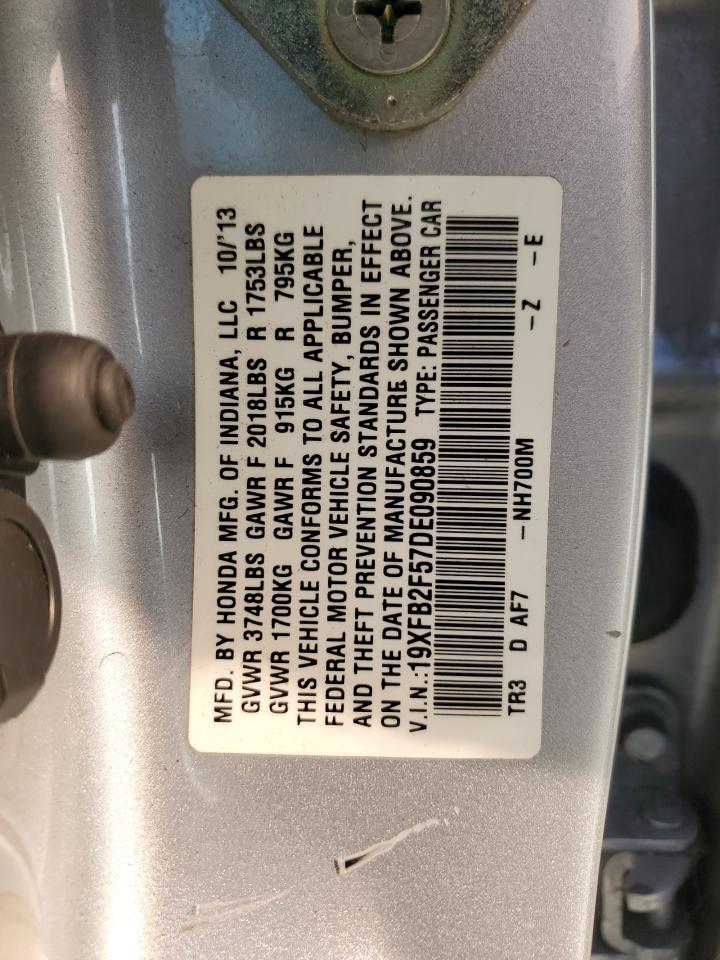 MFD. BY HONDA MFG. OF INDIANA, LLC 10/'13
GVWR 3748LBS GAWR F 2018LBS R 1753LBS
GVWR 1700KG GAWR F 915KG R 795KG
THIS VEHICLE CONFORMS TO ALL APPLICABLE
FEDERAL MOTOR VEHICLE SAFETY, BUMPER,
AND THEFT PREVENTION STANDARDS IN EFFECT
ON THE DATE OF MANUFACTURE SHOWN ABOVE.
V.I.N.:19XFB2F57DE090859 TYPE: PASSENGER CAR
TR3 D AF7 -NH700M -Z -E